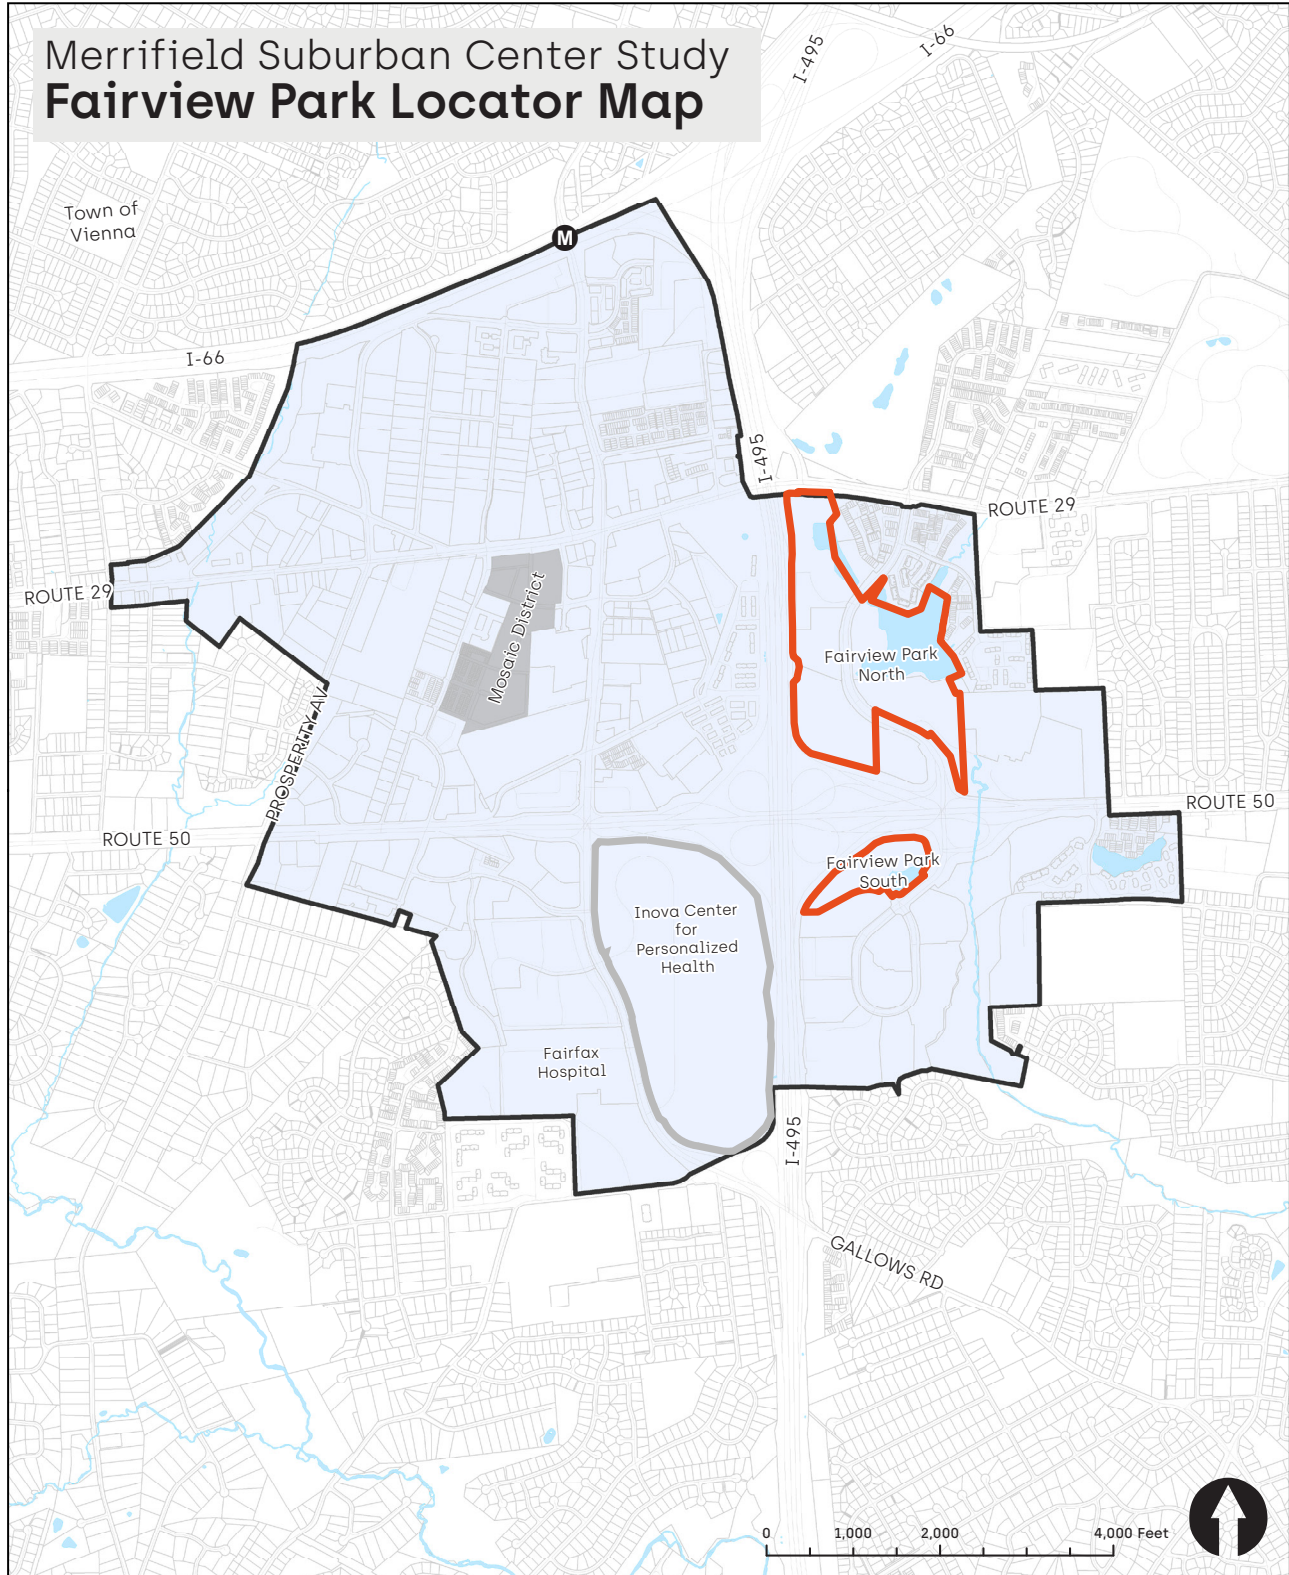 Merrifield Suburban Center Study
Fairview Park Locator Map
I-495
I-66
Town of
Vienna
M
I-66
I-495
ROUTE 29
ROUTE 29
Mosaic District
Fairview Park
North
PROSPERITY AV
ROUTE 50
ROUTE 50
Fairview Park
South
Inova Center
for
Personalized
Health
Fairfax
Hospital
I-495
GALLOWS RD
0 1,000 2,000 4,000 Feet